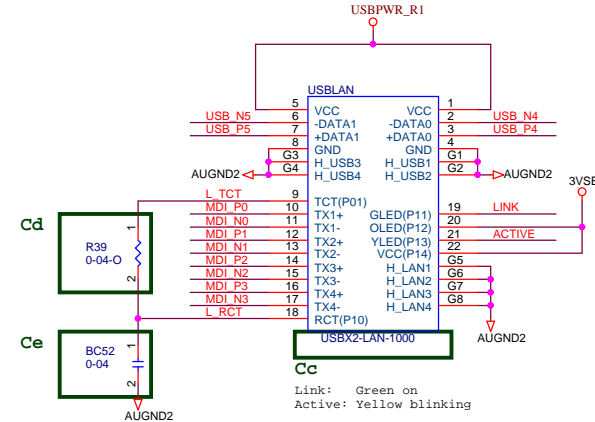 USBPWR_R1
USBLAN
5 VCC VCC 1
USB_N5 6 -DATA1 -DATA0 2 USB_N4
USB_P5 7 +DATA1 +DATA0 3 USB_P4
8 GND GND 4
G3 H_USB3 H_USB1 G1
AUGND2 G4 H_USB4 H_USB2 G2 AUGND2
3VSB
L_TCT 9 TCT(P01)
MDI_P0 10 TX1+ GLED(P11) 19 LINK
MDI_N0 11 TX1- OLED(P12) 20
MDI_P1 12 TX2+ YLED(P13) 21 ACTIVE
MDI_N1 13 TX2- VCC(P14) 22
MDI_P2 14 TX3+ H_LAN1 G5
MDI_N2 15 TX3- H_LAN2 G6
MDI_P3 16 TX4+ H_LAN3 G7
MDI_N3 17 TX4- H_LAN4 G8
L_RCT 18 RCT(P10)
AUGND2
USBX2-LAN-1000
Cd
1
R39
0-04-O
2
Ce
1
BC52
0-04
2
AUGND2
Cc
Link: Green on
Active: Yellow blinking